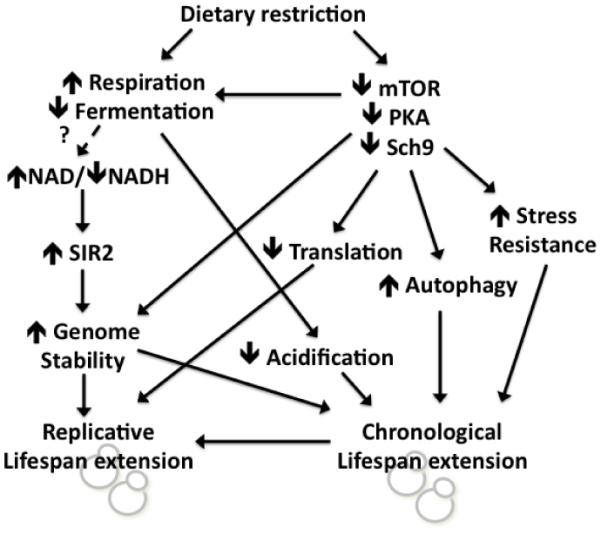 Dietary restriction
Respiration
Fermentation
mTOR
PKA
Sch9
?
NAD/ NADH
Stress
Resistance
SIR2
Translation
Autophagy
Genome
Stability
Acidification
Replicative
Lifespan extension
Chronological
Lifespan extension